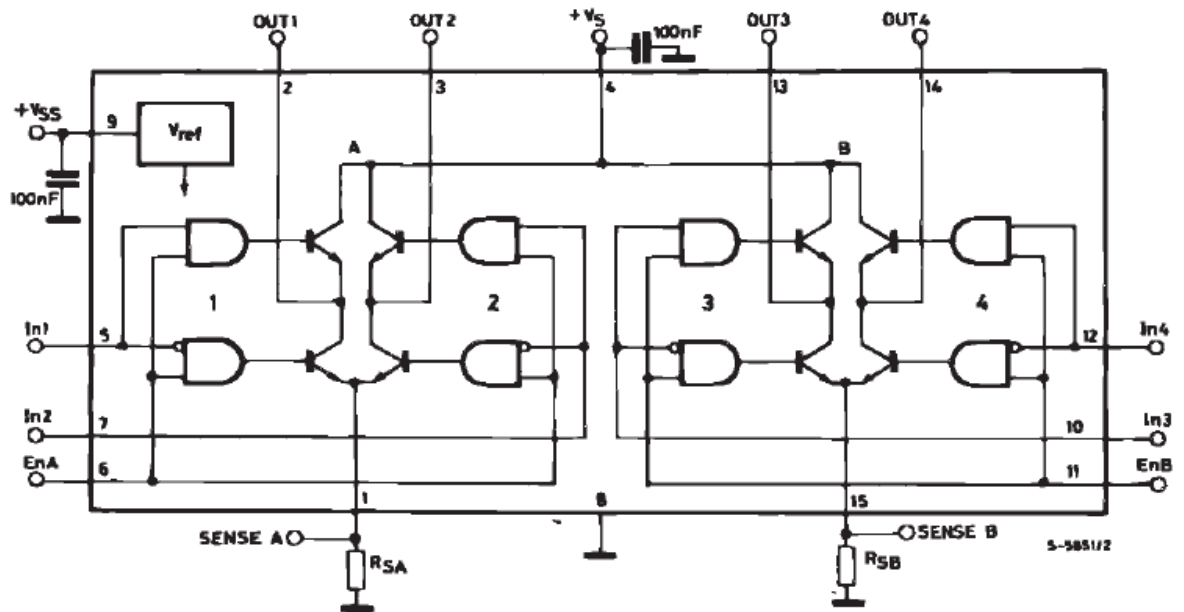 OUT1
OUT2
+VS
100nF
OUT3
OUT4
2
3
4
13
14
+VSS
9
Vref
100nF
A
B
1
2
3
4
In1
5
12
In4
In2
7
10
In3
EnA
6
11
EnB
1
8
15
SENSE A
SENSE B
RSA
RSB
S-5851/2